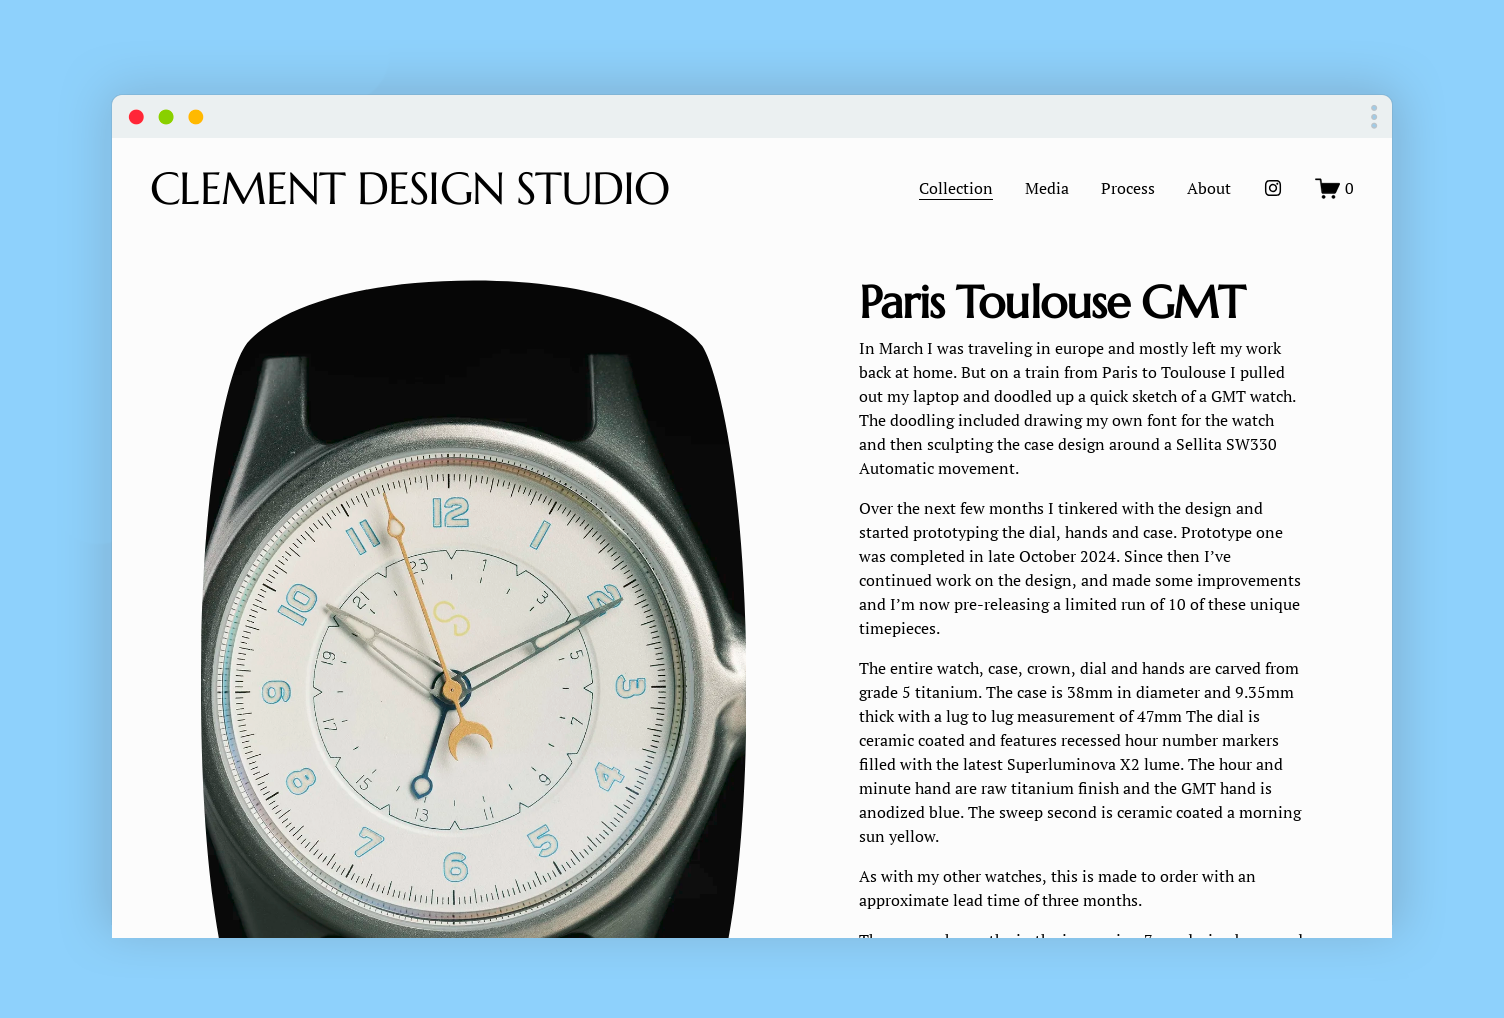 CLEMENT DESIGN STUDIO
Collection
Media
Process
About
0
Paris Toulouse GMT
In March I was traveling in europe and mostly left my work
back at home. But on a train from Paris to Toulouse I pulled
out my laptop and doodled up a quick sketch of a GMT watch.
The doodling included drawing my own font for the watch
and then sculpting the case design around a Sellita SW330
Automatic movement.
Over the next few months I tinkered with the design and
started prototyping the dial, hands and case. Prototype one
was completed in late October 2024. Since then I’ve
continued work on the design, and made some improvements
and I’m now pre-releasing a limited run of 10 of these unique
timepieces.
The entire watch, case, crown, dial and hands are carved from
grade 5 titanium. The case is 38mm in diameter and 9.35mm
thick with a lug to lug measurement of 47mm The dial is
ceramic coated and features recessed hour number markers
filled with the latest Superluminova X2 lume. The hour and
minute hand are raw titanium finish and the GMT hand is
anodized blue. The sweep second is ceramic coated a morning
sun yellow.
As with my other watches, this is made to order with an
approximate lead time of three months.
12
1
2
3
4
5
6
7
8
9
10
11
1
3
5
7
9
11
13
15
17
19
21
23